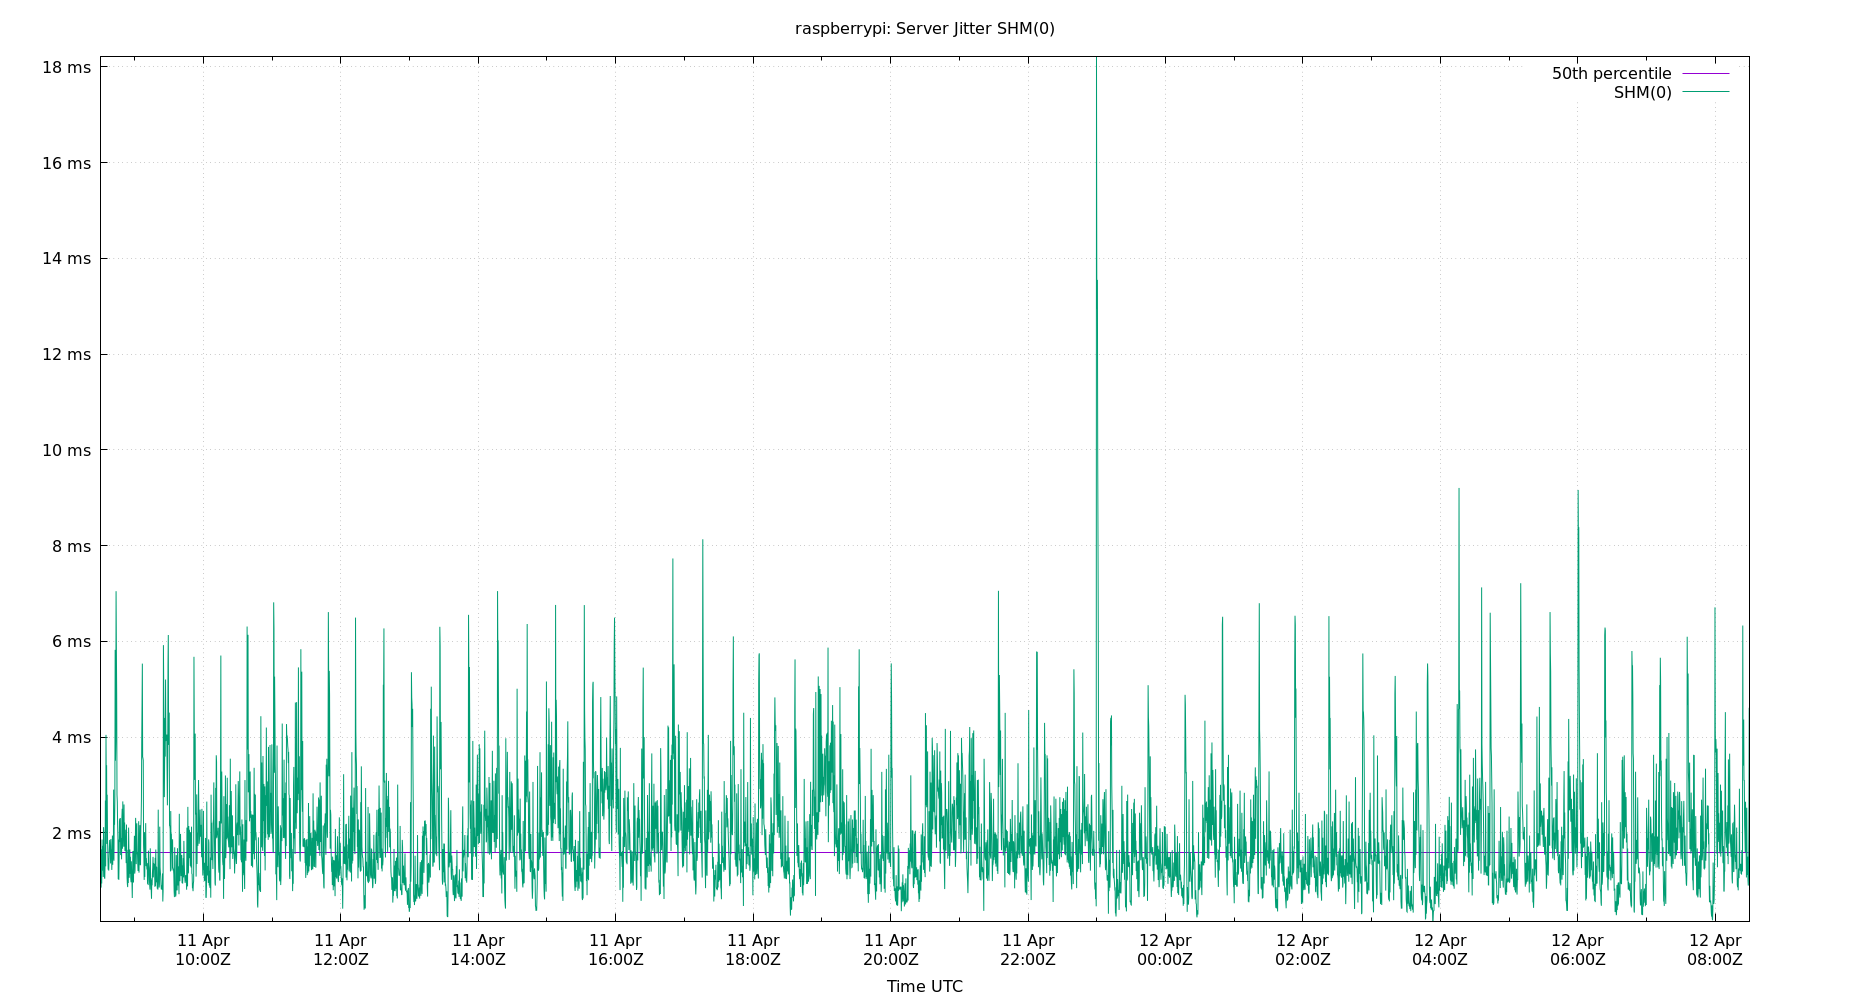 raspberrypi: Server Jitter SHM(0)
50th percentile
SHM(0)
18 ms
16 ms
14 ms
12 ms
10 ms
8 ms
6 ms
4 ms
2 ms
11 Apr 11 Apr 11 Apr 11 Apr 11 Apr 11 Apr 11 Apr 12 Apr 12 Apr 12 Apr 12 Apr 12 Apr
10:00Z 12:00Z 14:00Z 16:00Z 18:00Z 20:00Z 22:00Z 00:00Z 02:00Z 04:00Z 06:00Z 08:00Z
Time UTC